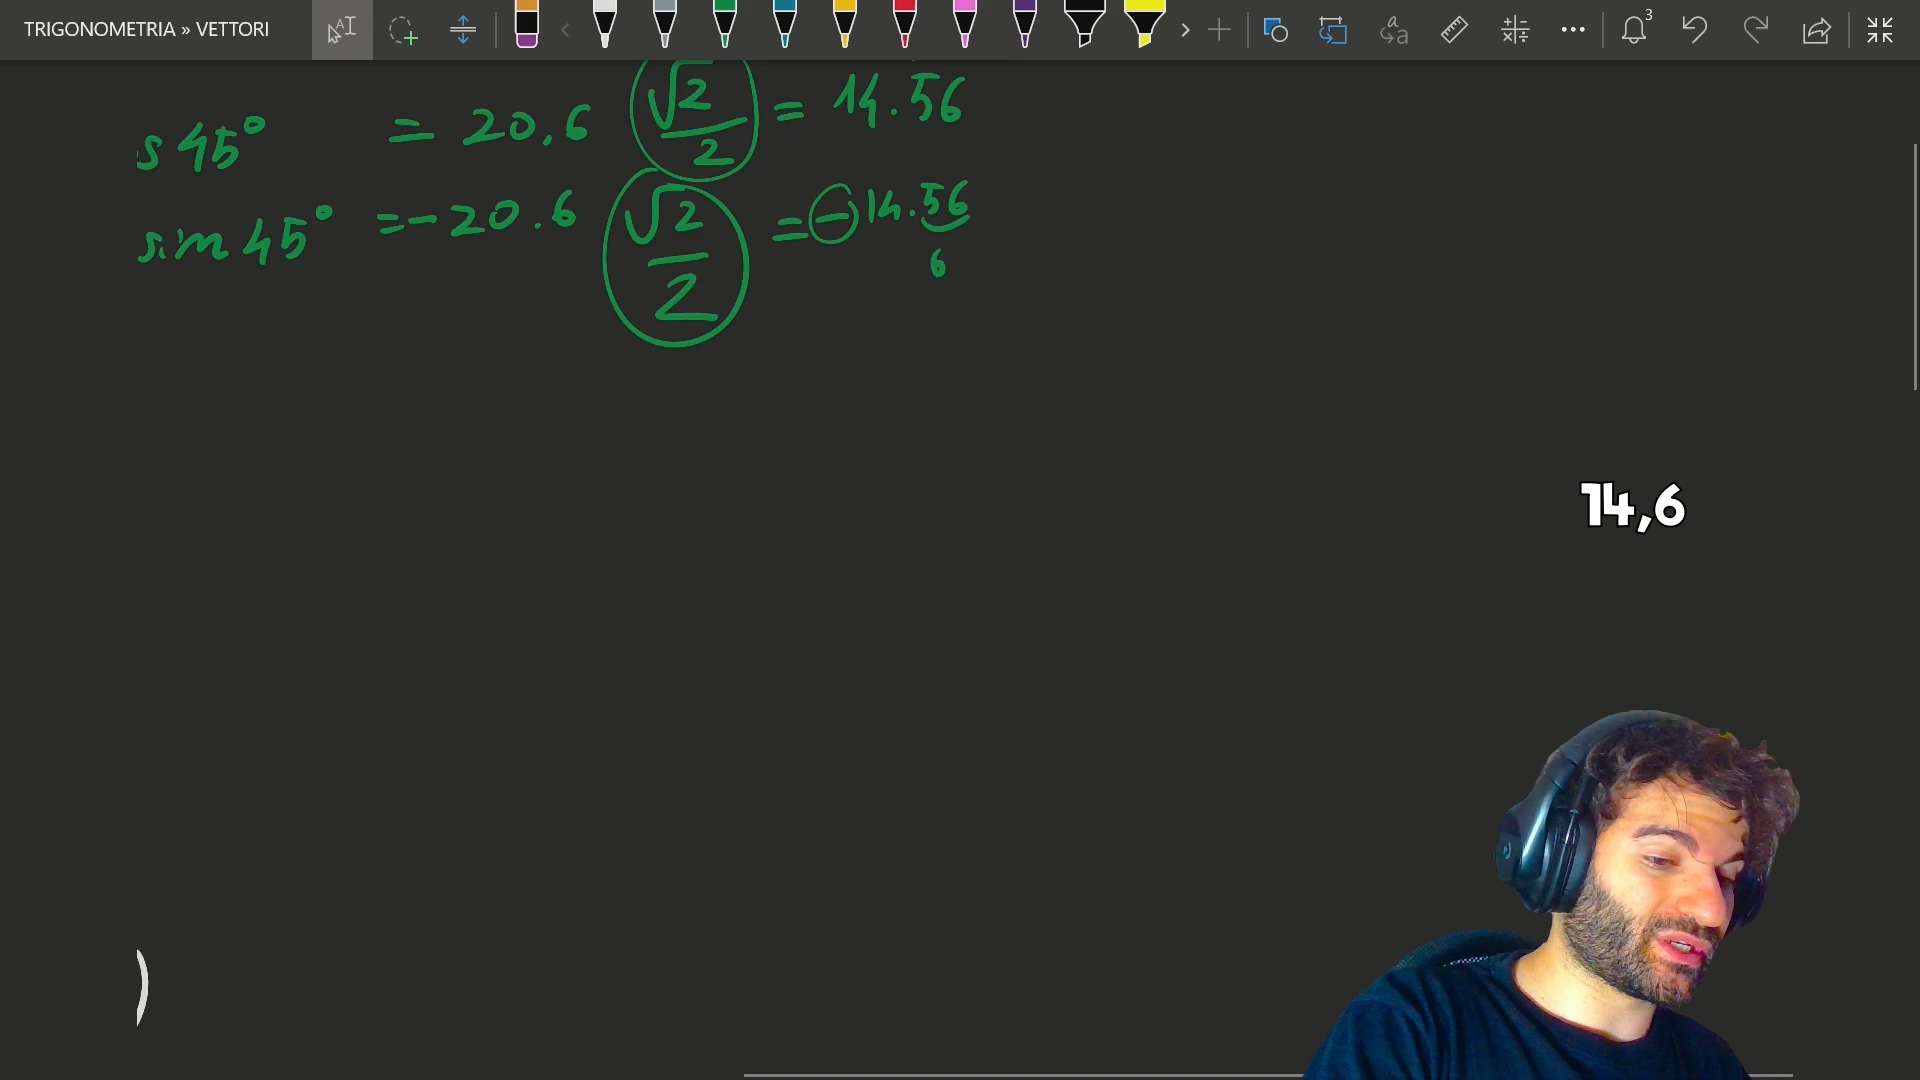 TRIGONOMETRIA » VETTORI
3
s 45° = 20,6 √2/2 = 14.56
sin 45° = -20.6 √2/2 = -14.56
6
14,6
)